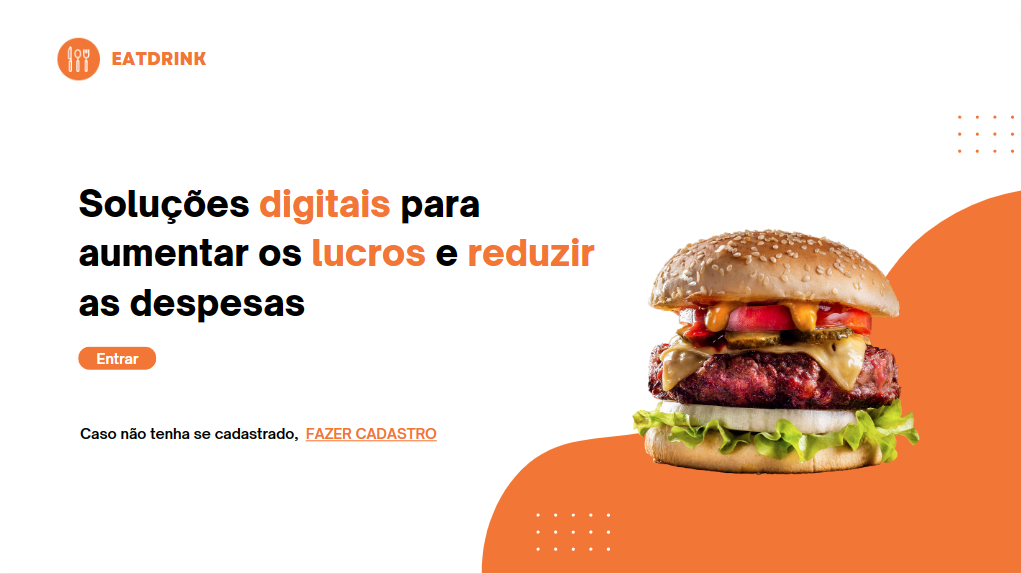 EATDRINK
Soluções digitais para
aumentar os lucros e reduzir
as despesas
Entrar
Caso não tenha se cadastrado, FAZER CADASTRO